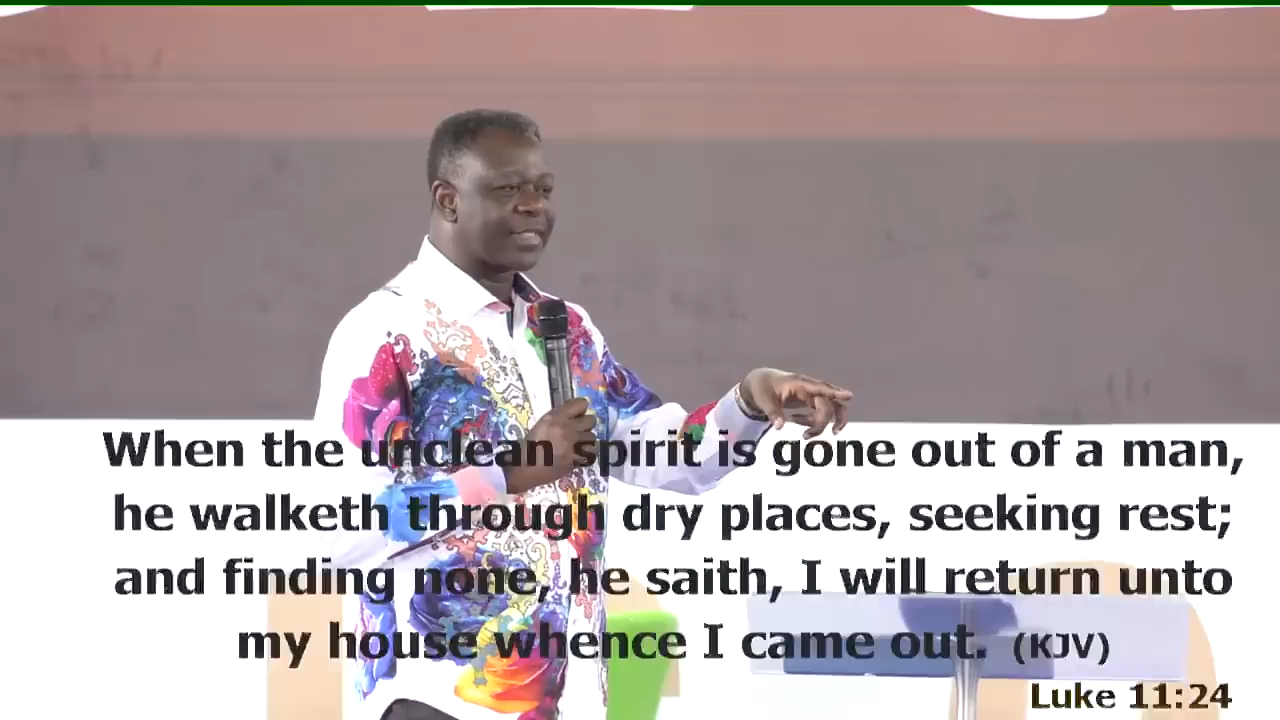 When the unclean spirit is gone out of a man,
he walketh through dry places, seeking rest;
and finding none, he saith, I will return unto
my house whence I came out. (KJV)
Luke 11:24